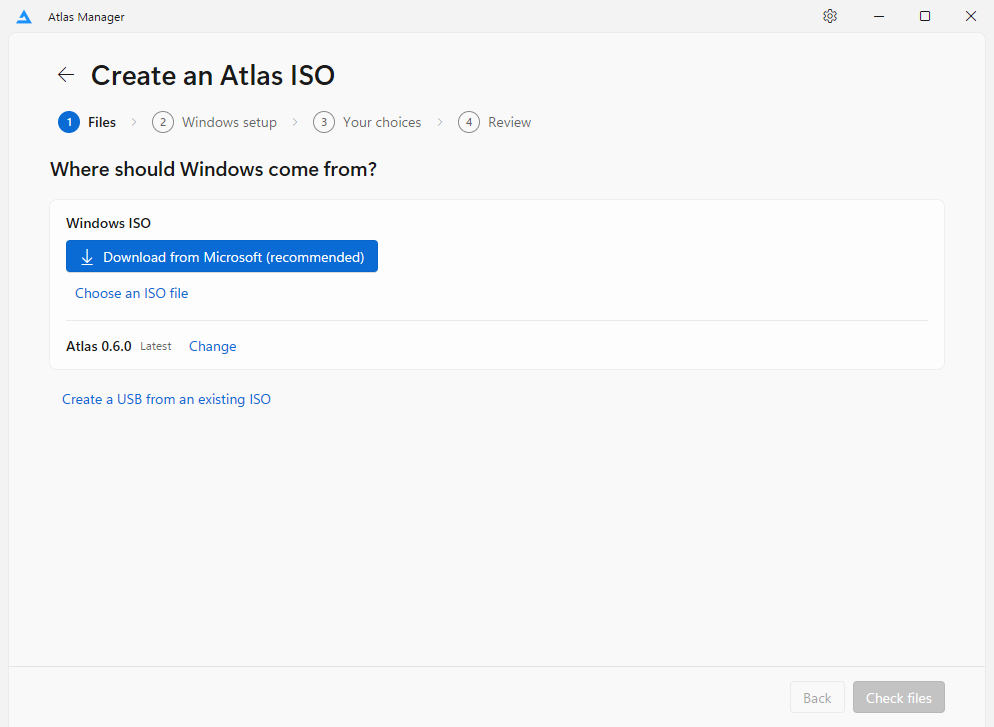 Atlas Manager
Create an Atlas ISO
1 Files 2 Windows setup 3 Your choices 4 Review
Where should Windows come from?
Windows ISO
Download from Microsoft (recommended)
Choose an ISO file
Atlas 0.6.0 Latest Change
Create a USB from an existing ISO
Back Check files